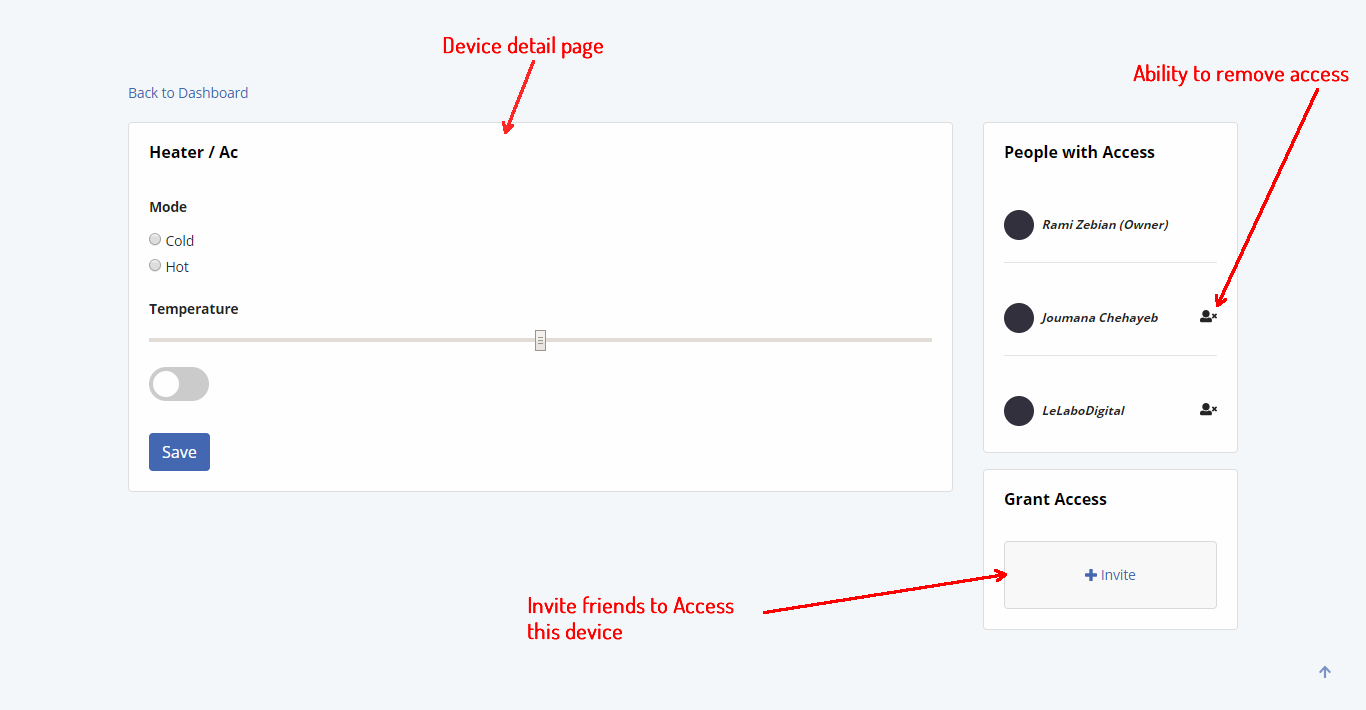 Device detail page
Ability to remove access
Back to Dashboard
Heater / Ac
Mode
Cold
Hot
Temperature
Save
People with Access
Rami Zebian (Owner)
Joumana Chehayeb
LeLaboDigital
Grant Access
Invite
Invite friends to Access
this device